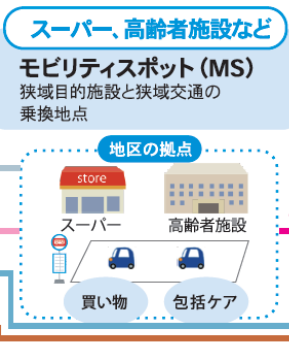 スーパー、高齢者施設など
モビリティスポット（MS）
狭域目的施設と狭域交通の
乗換地点
地区の拠点
store
スーパー
高齢者施設
買い物
包括ケア